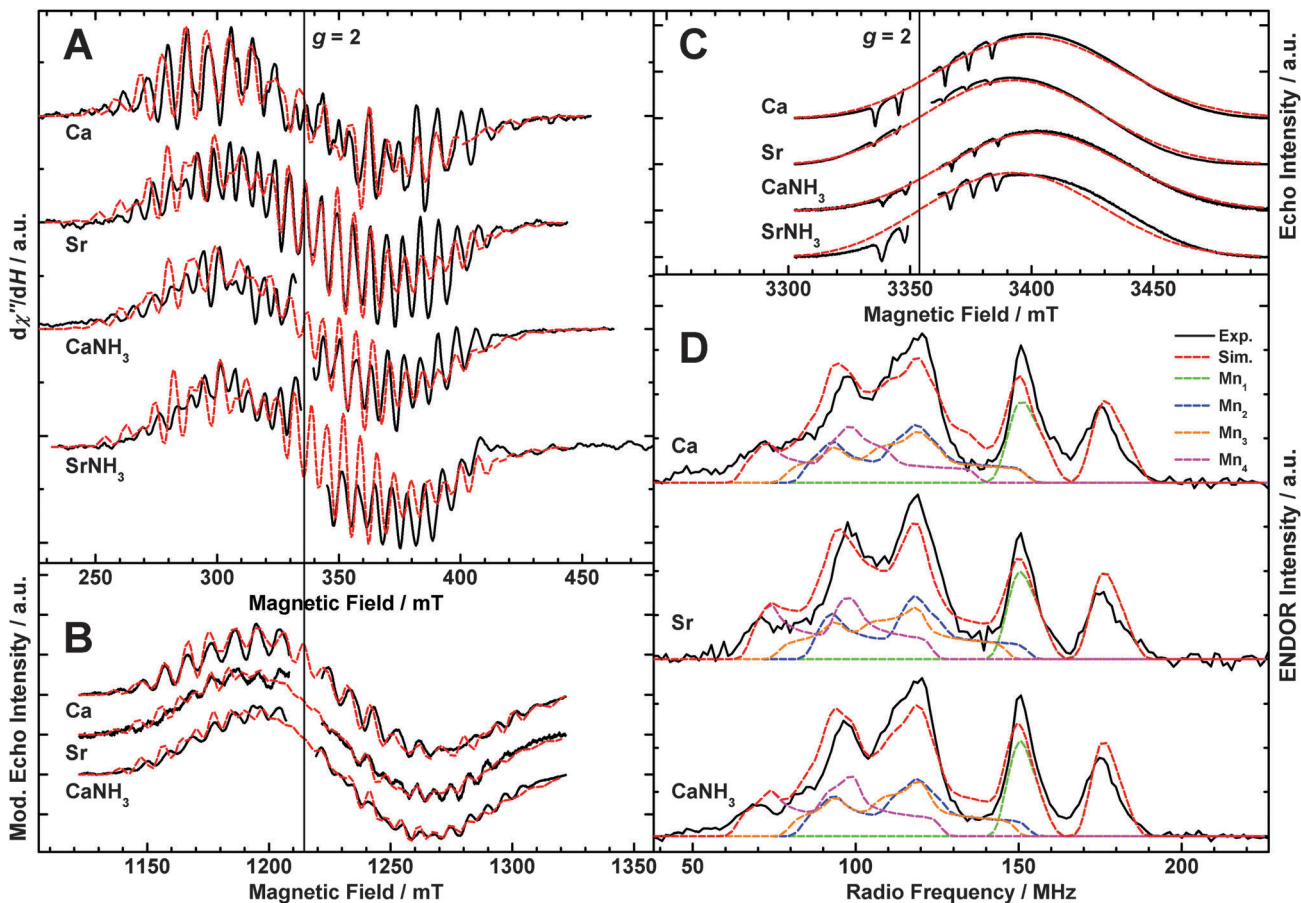 A
g = 2
Ca
Sr
CaNH3
SrNH3
dχ''/dH / a.u.
250 300 350 400 450
Magnetic Field / mT
B
Ca
Sr
CaNH3
Mod. Echo Intensity / a.u.
1150 1200 1250 1300 1350
Magnetic Field / mT
C
g = 2
Ca
Sr
CaNH3
SrNH3
Echo Intensity / a.u.
3300 3350 3400 3450
Magnetic Field / mT
D
Exp.
Sim.
Mn1
Mn2
Mn3
Mn4
Ca
Sr
CaNH3
ENDOR Intensity / a.u.
50 100 150 200
Radio Frequency / MHz